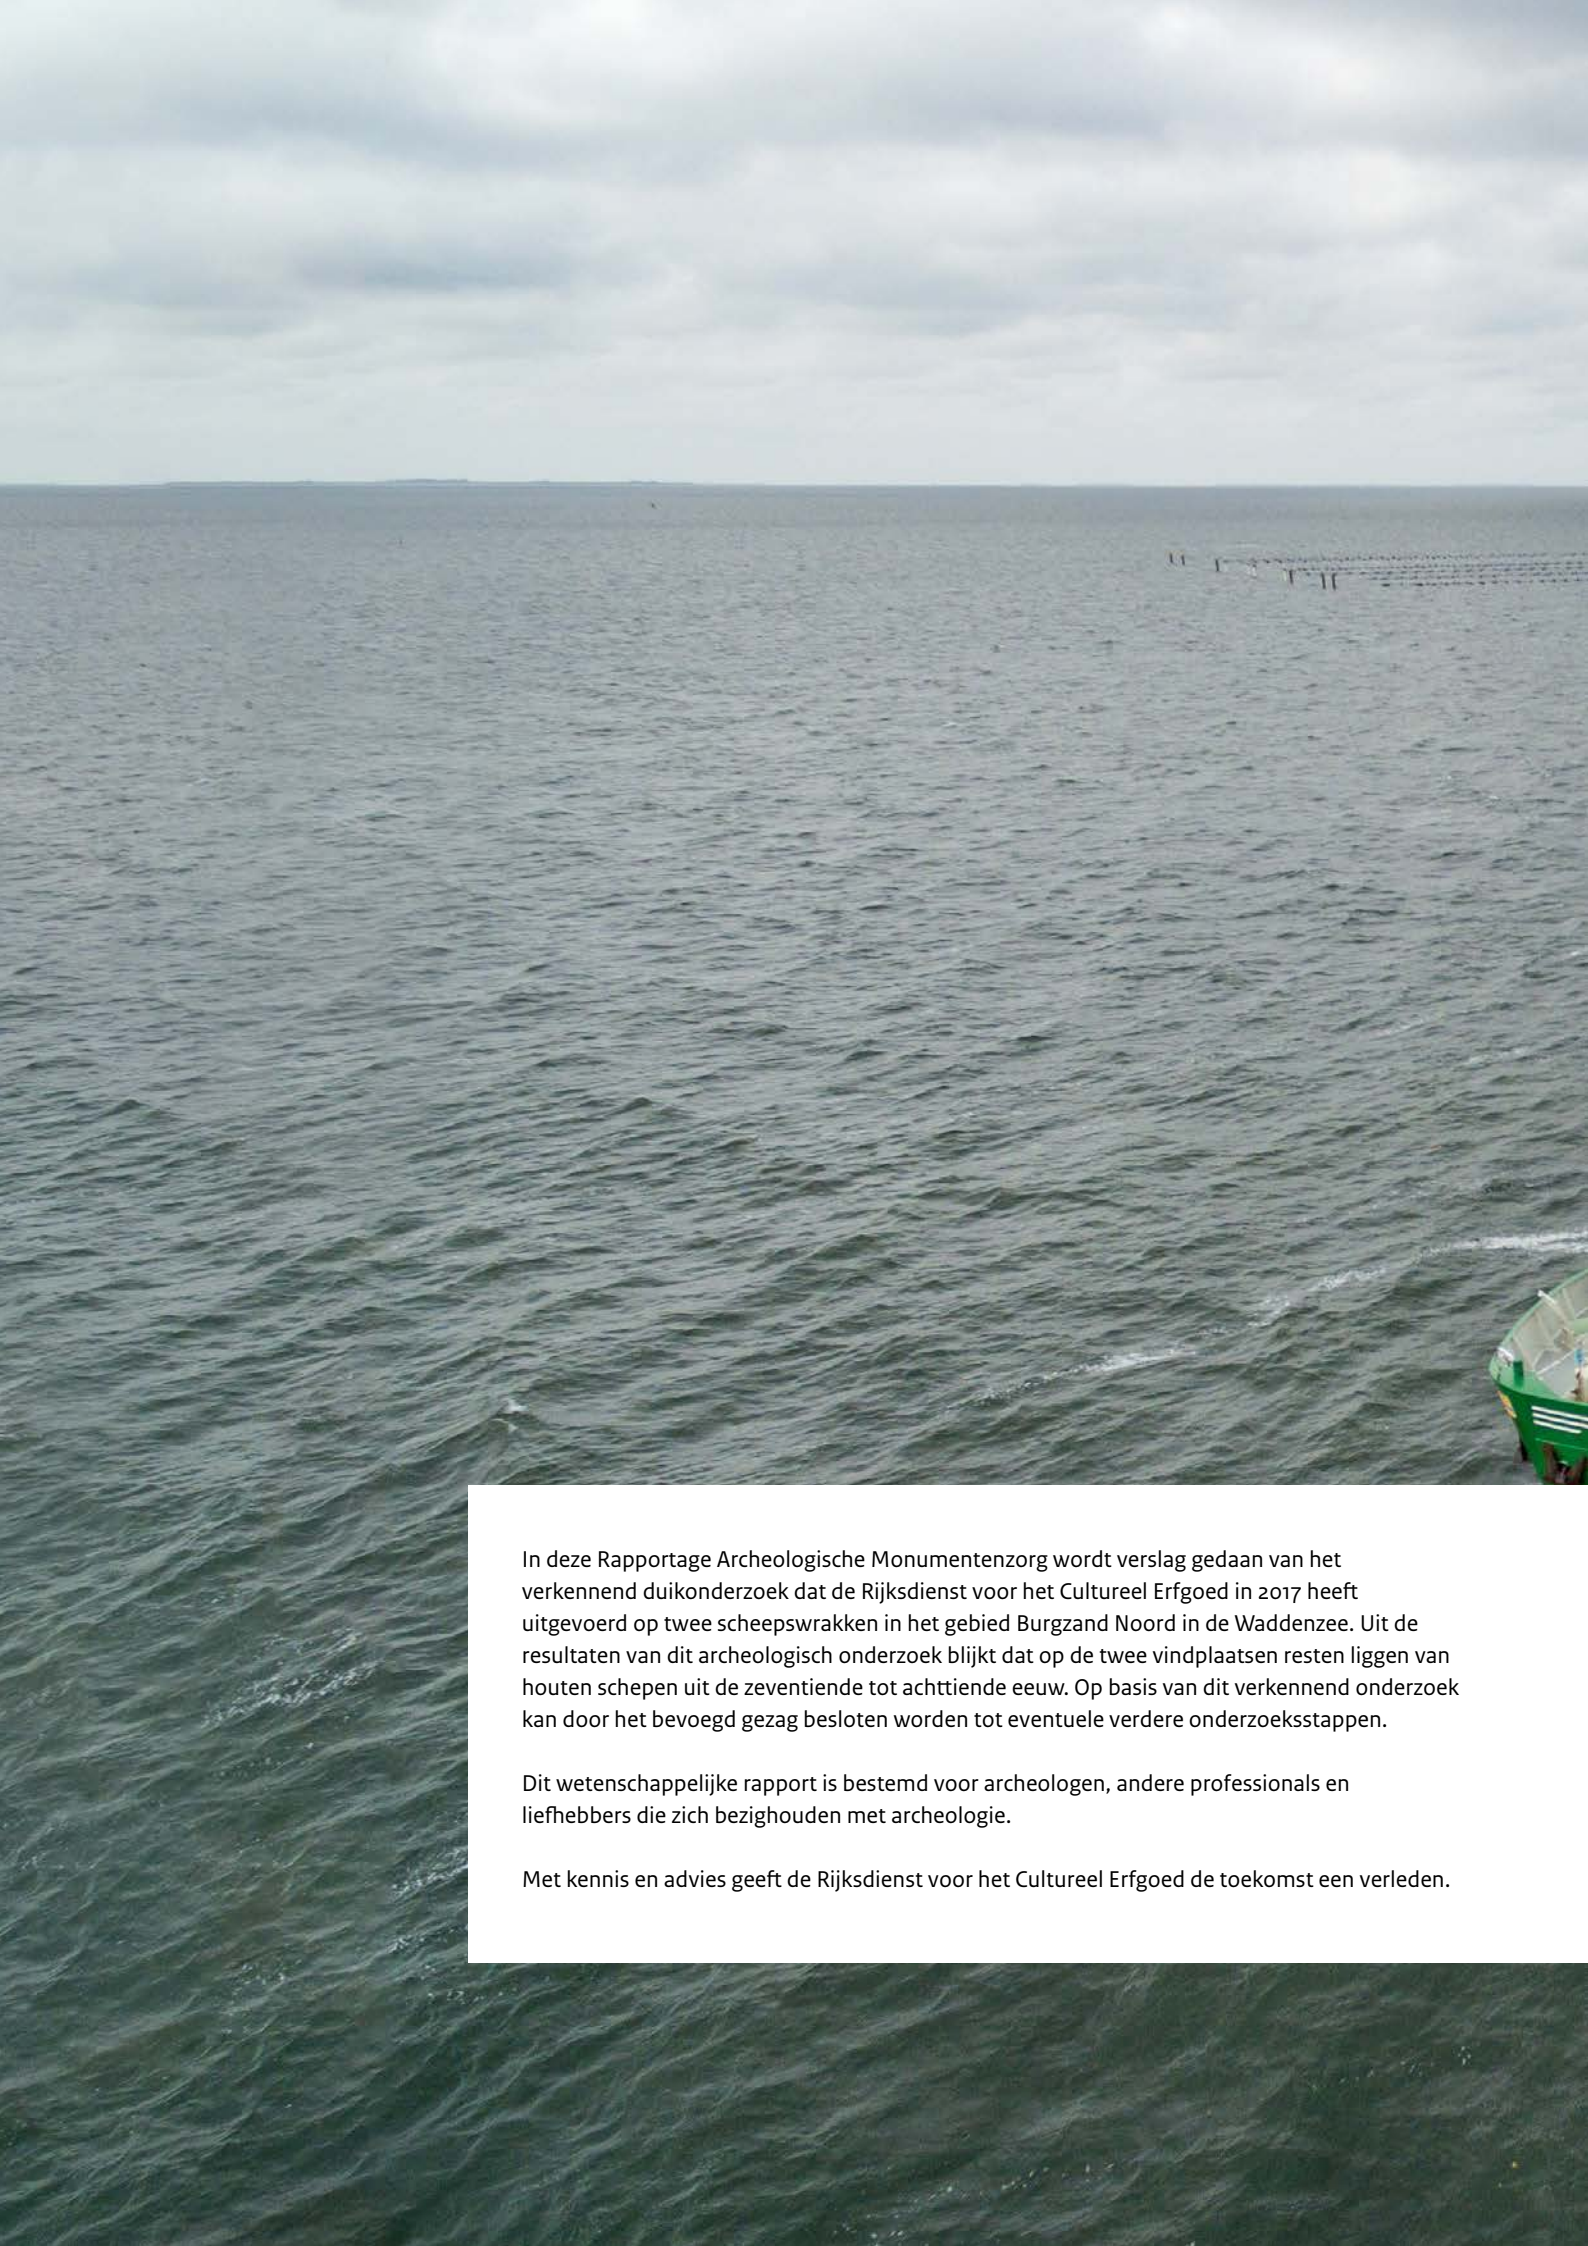 In deze Rapportage Archeologische Monumentenzorg wordt verslag gedaan van het
verkennend duikonderzoek dat de Rijksdienst voor het Cultureel Erfgoed in 2017 heeft
uitgevoerd op twee scheepswrakken in het gebied Burgzand Noord in de Waddenzee. Uit de
resultaten van dit archeologisch onderzoek blijkt dat op de twee vindplaatsen resten liggen van
houten schepen uit de zeventiende tot achttiende eeuw. Op basis van dit verkennend onderzoek
kan door het bevoegd gezag besloten worden tot eventuele verdere onderzoeksstappen.
Dit wetenschappelijke rapport is bestemd voor archeologen, andere professionals en
liefhebbers die zich bezighouden met archeologie.
Met kennis en advies geeft de Rijksdienst voor het Cultureel Erfgoed de toekomst een verleden.